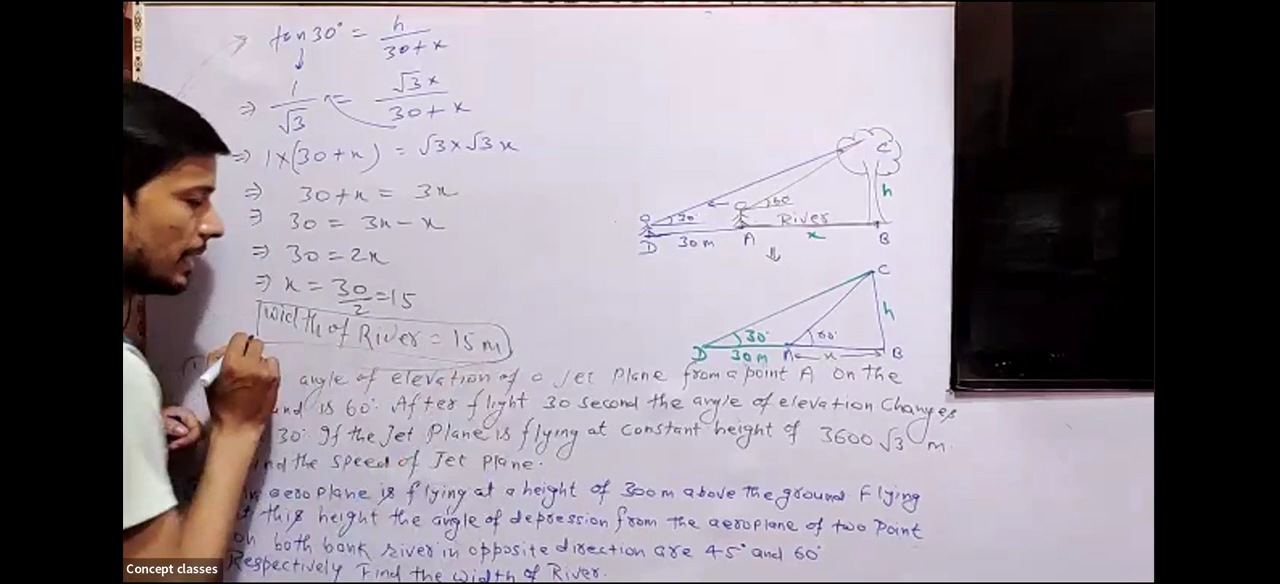 → tan 30° = h / 30+x
⇒ 1/√3 = √3x / 30+x
⇒ 1×(30+x) = √3×√3x
⇒ 30+x = 3x
⇒ 30 = 3x-x
⇒ 30 = 2x
⇒ x = 30/2 = 15
width of River = 15m
C
h
30°
60°
River
D
30m
A
x
B
⇓
C
h
30°
60°
D
30m
A
x
B
angle of elevation of a Jet Plane from a point A on the
is 60°. After flight 30 second the angle of elevation Changes
30°. If the Jet Plane is flying at constant height of 3600√3 m.
the speed of Jet plane.
aeroplane is flying at a height of 300m above the ground Flying
this height the angle of depression from the aeroplane of two Point
on both bank river in opposite direction are 45° and 60°
Respectively Find the width of River.
Concept classes